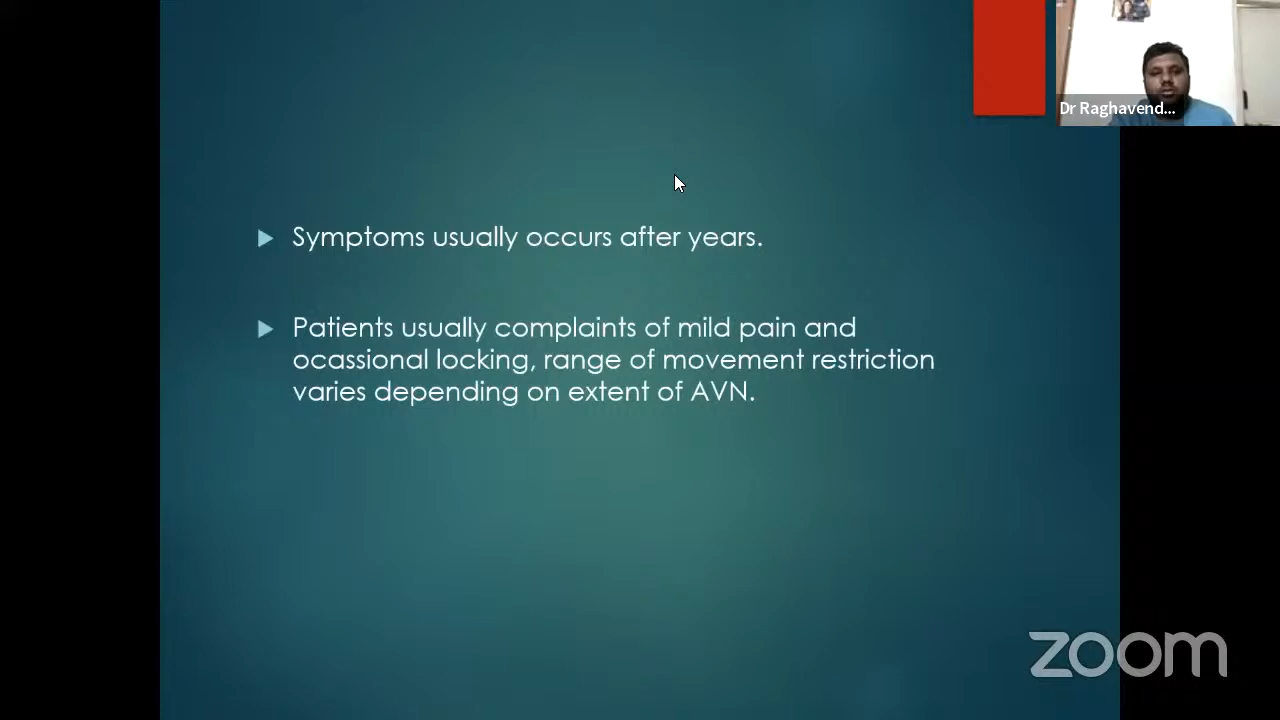 Dr Raghavend...
Symptoms usually occurs after years.
Patients usually complaints of mild pain and
ocassional locking, range of movement restriction
varies depending on extent of AVN.
zoom